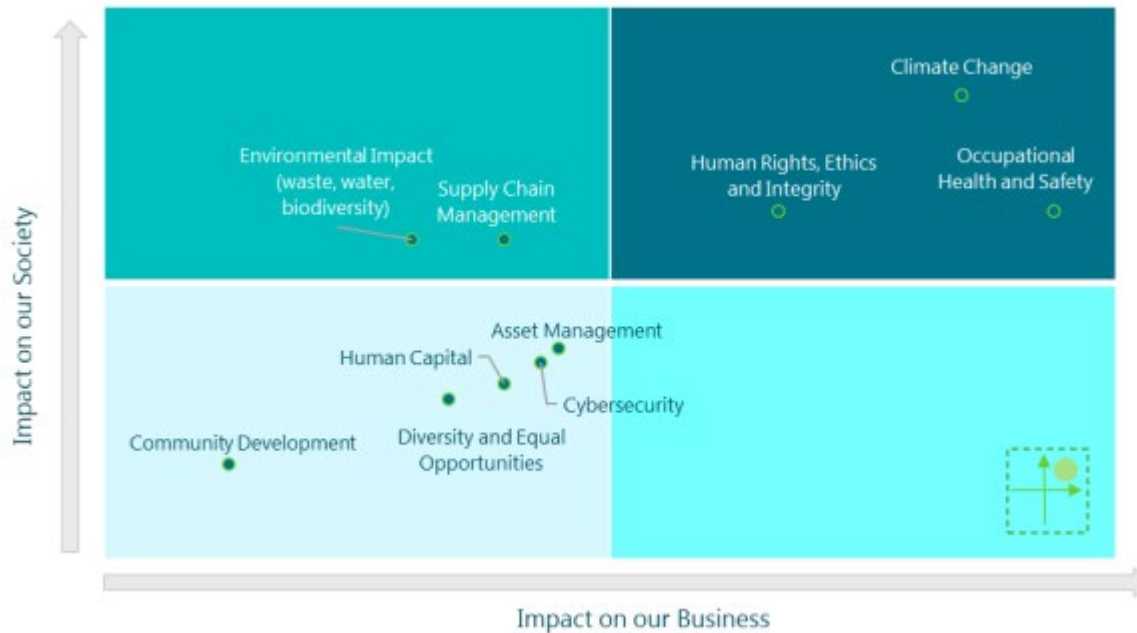 Climate Change
Environmental Impact
(waste, water,
biodiversity)
Supply Chain
Management
Human Rights, Ethics
and Integrity
Occupational
Health and Safety
Asset Management
Human Capital
Cybersecurity
Diversity and Equal
Opportunities
Community Development
Impact on our Society
Impact on our Business